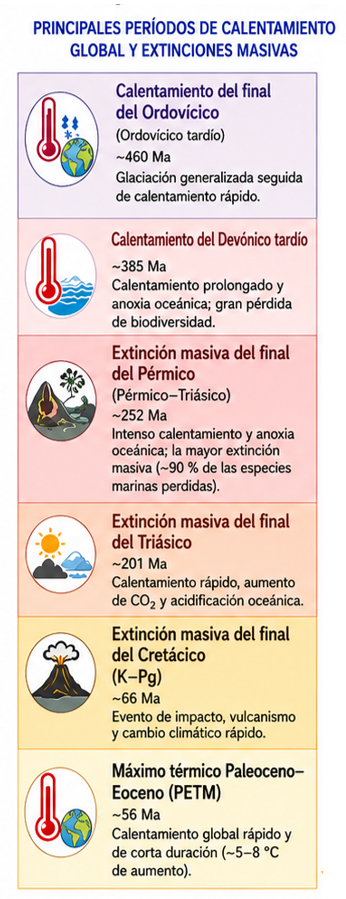 PRINCIPALES PERÍODOS DE CALENTAMIENTO
GLOBAL Y EXTINCIONES MASIVAS
Calentamiento del final
del Ordovícico
(Ordovícico tardío)
~460 Ma
Glaciación generalizada seguida
de calentamiento rápido.
Calentamiento del Devónico tardío
~385 Ma
Calentamiento prolongado y
anoxia oceánica; gran pérdida
de biodiversidad.
Extinción masiva del final
del Pérmico
(Pérmico–Triásico)
~252 Ma
Intenso calentamiento y anoxia
oceánica; la mayor extinción
masiva (~90 % de las especies
marinas perdidas).
Extinción masiva del final
del Triásico
~201 Ma
Calentamiento rápido, aumento
de CO₂ y acidificación oceánica.
Extinción masiva del final
del Cretácico
(K–Pg)
~66 Ma
Evento de impacto, vulcanismo
y cambio climático rápido.
Máximo térmico Paleoceno–
Eoceno (PETM)
~56 Ma
Calentamiento global rápido y
de corta duración (~5–8 °C
de aumento).